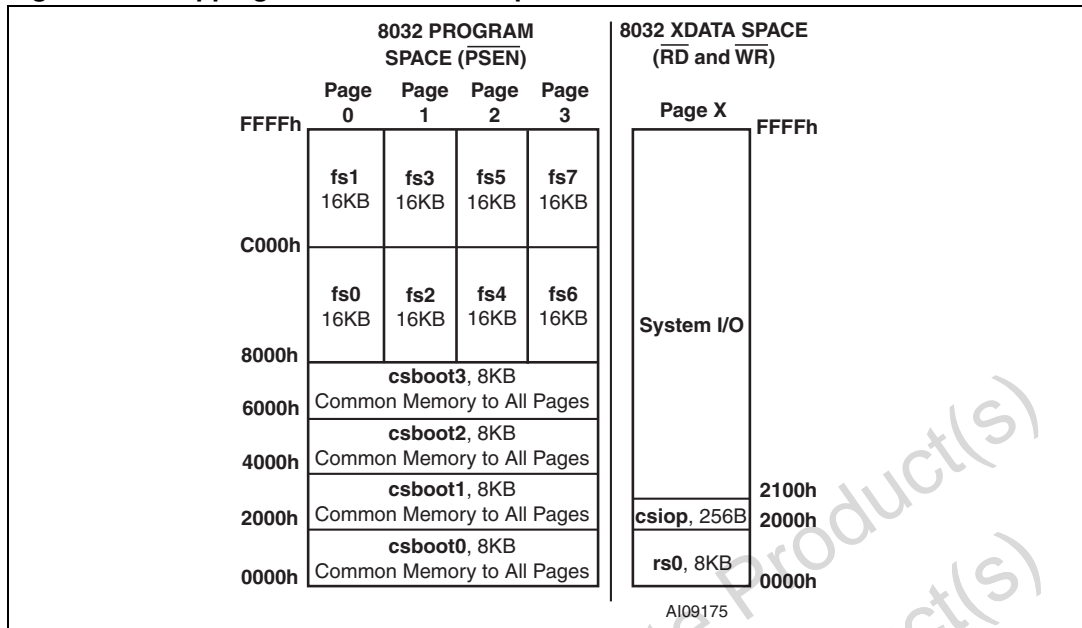 8032 PROGRAM
SPACE (PSEN)
8032 XDATA SPACE
(RD and WR)
Page 0
Page 1
Page 2
Page 3
Page X
FFFFh
FFFFh
fs1
16KB
fs3
16KB
fs5
16KB
fs7
16KB
C000h
fs0
16KB
fs2
16KB
fs4
16KB
fs6
16KB
System I/O
8000h
csboot3, 8KB
Common Memory to All Pages
6000h
csboot2, 8KB
Common Memory to All Pages
4000h
csboot1, 8KB
Common Memory to All Pages
2000h
csboot0, 8KB
Common Memory to All Pages
0000h
2100h
csiop, 256B
2000h
rs0, 8KB
0000h
AI09175
Product(s)